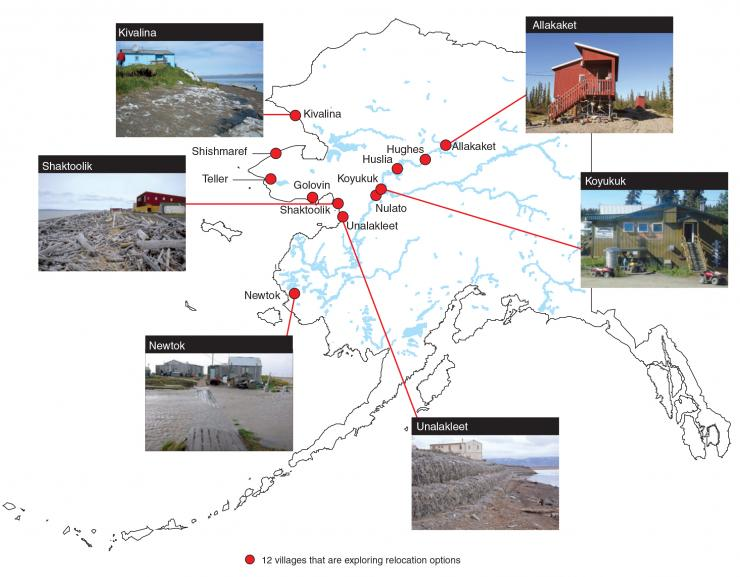 Kivalina
Allakaket
Kivalina
Shishmaref
Hughes
Allakaket
Huslia
Shaktoolik
Teller
Golovin
Koyukuk
Koyukuk
Shaktoolik
Nulato
Unalakleet
Newtok
Newtok
Unalakleet
12 villages that are exploring relocation options